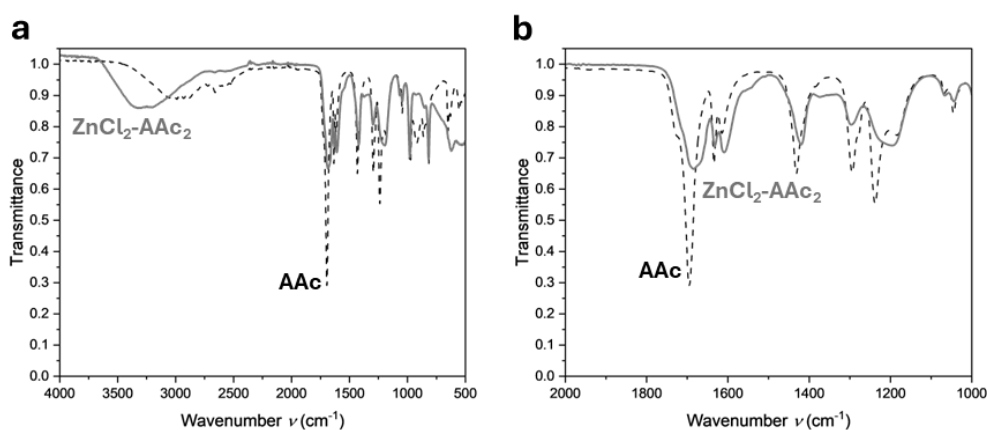 a
1.0
0.9
0.8
0.7
0.6
0.5
0.4
0.3
0.2
0.1
0.0
Transmittance
ZnCl₂-AAc₂
AAc
4000 3500 3000 2500 2000 1500 1000 500
Wavenumber ν (cm⁻¹)
b
1.0
0.9
0.8
0.7
0.6
0.5
0.4
0.3
0.2
0.1
0.0
Transmittance
ZnCl₂-AAc₂
AAc
2000 1800 1600 1400 1200 1000
Wavenumber ν (cm⁻¹)